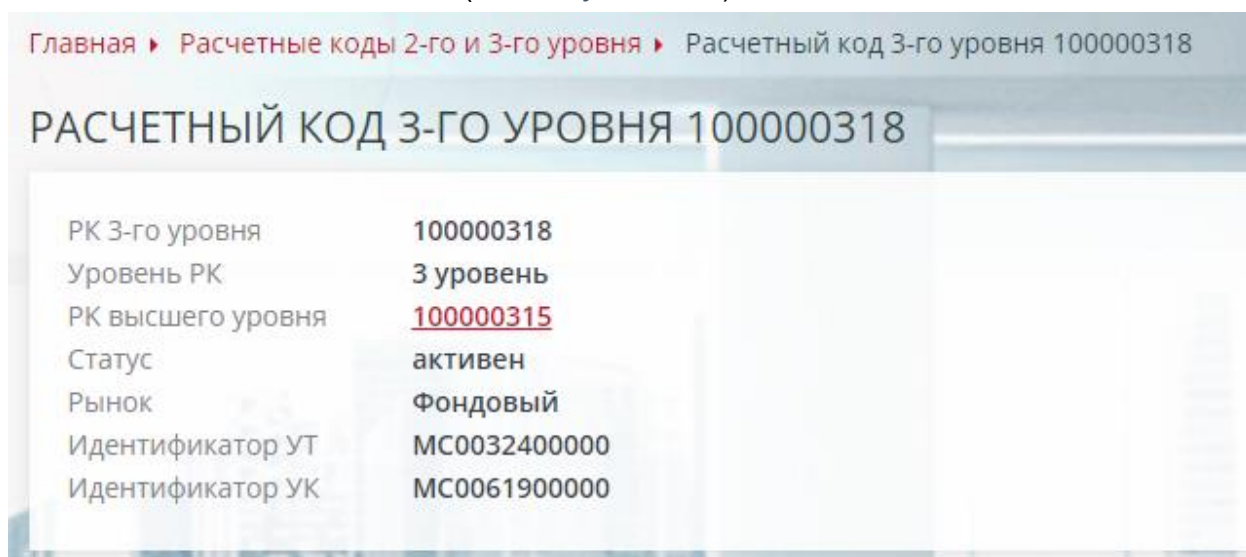 Главная ▸ Расчетные коды 2-го и 3-го уровня ▸ Расчетный код 3-го уровня 100000318
РАСЧЕТНЫЙ КОД 3-ГО УРОВНЯ 100000318
РК 3-го уровня 100000318
Уровень РК 3 уровень
РК высшего уровня 100000315
Статус активен
Рынок Фондовый
Идентификатор УТ MC0032400000
Идентификатор УК MC0061900000